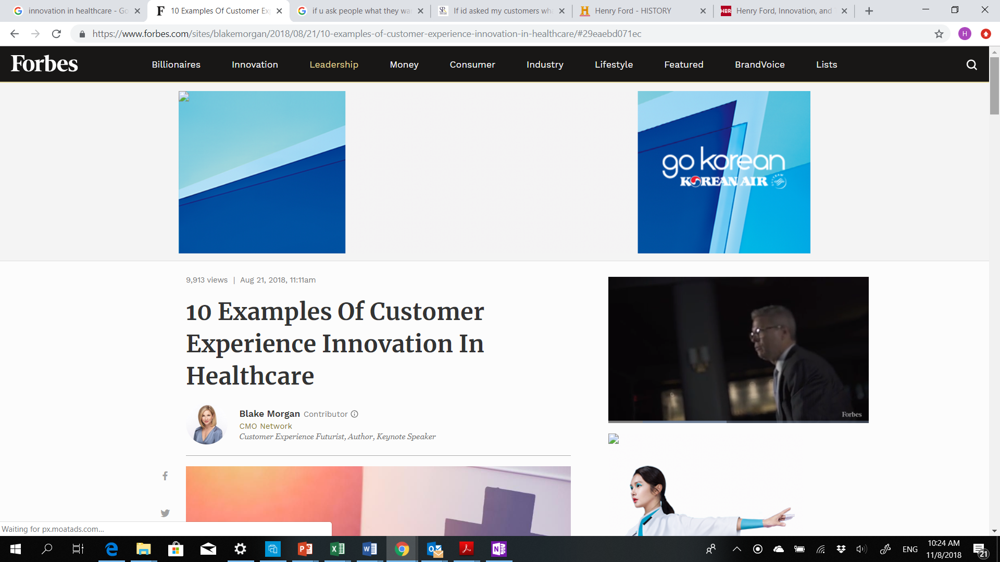 innovation in healthcare - Go
10 Examples Of Customer Ex
if u ask people what they wa
If id asked my customers wh
Henry Ford - HISTORY
Henry Ford, Innovation, and
https://www.forbes.com/sites/blakemorgan/2018/08/21/10-examples-of-customer-experience-innovation-in-healthcare/#29eaebd071ec
H
Forbes
Billionaires
Innovation
Leadership
Money
Consumer
Industry
Lifestyle
Featured
BrandVoice
Lists
go korean
KOREAN AIR
9,913 views | Aug 21, 2018, 11:11am
10 Examples Of Customer
Experience Innovation In
Healthcare
Blake Morgan Contributor
CMO Network
Customer Experience Futurist, Author, Keynote Speaker
Forbes
Waiting for px.moatads.com...
ENG
10:24 AM
11/8/2018
21